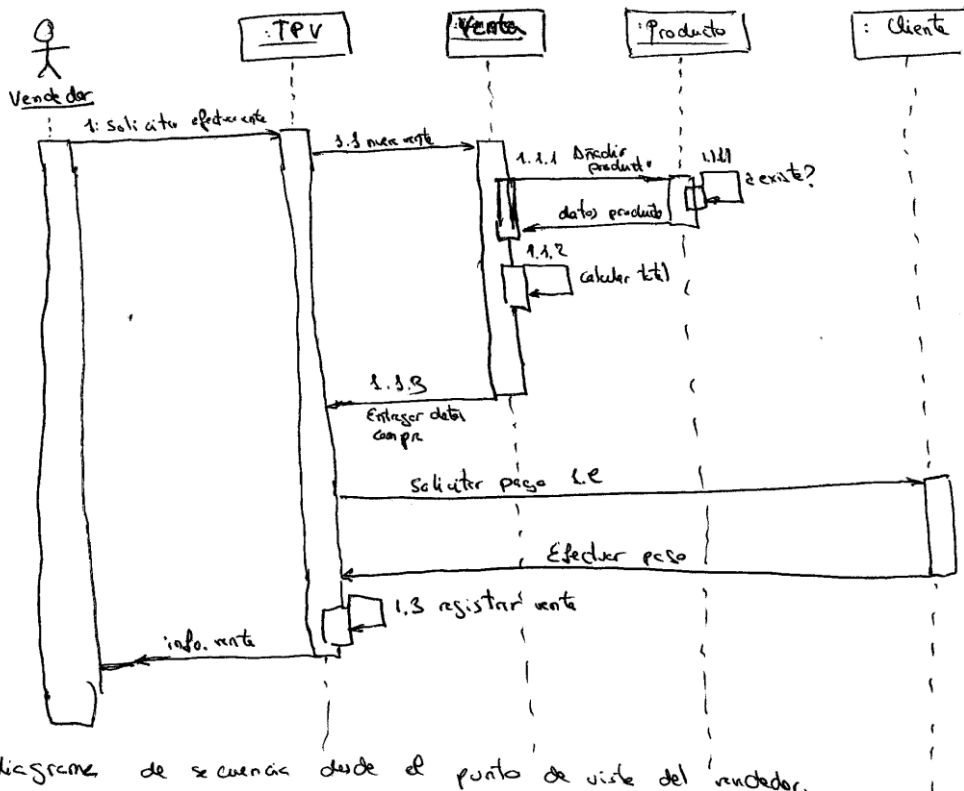 : TPV
: Venta
: Producto
: Cliente
Vendedor
1: Solicitar efectuar venta
1.1 nueva venta
1.1.1 Añadir
producto
1.1.1.1
¿existe?
datos producto
1.1.2
Calcular total
1.1.3
Entregar datos
compra
Solicitar pago 1.2
Efectuar pago
1.3 registrar venta
info. venta
diagrama de secuencia desde el punto de vista del vendedor.